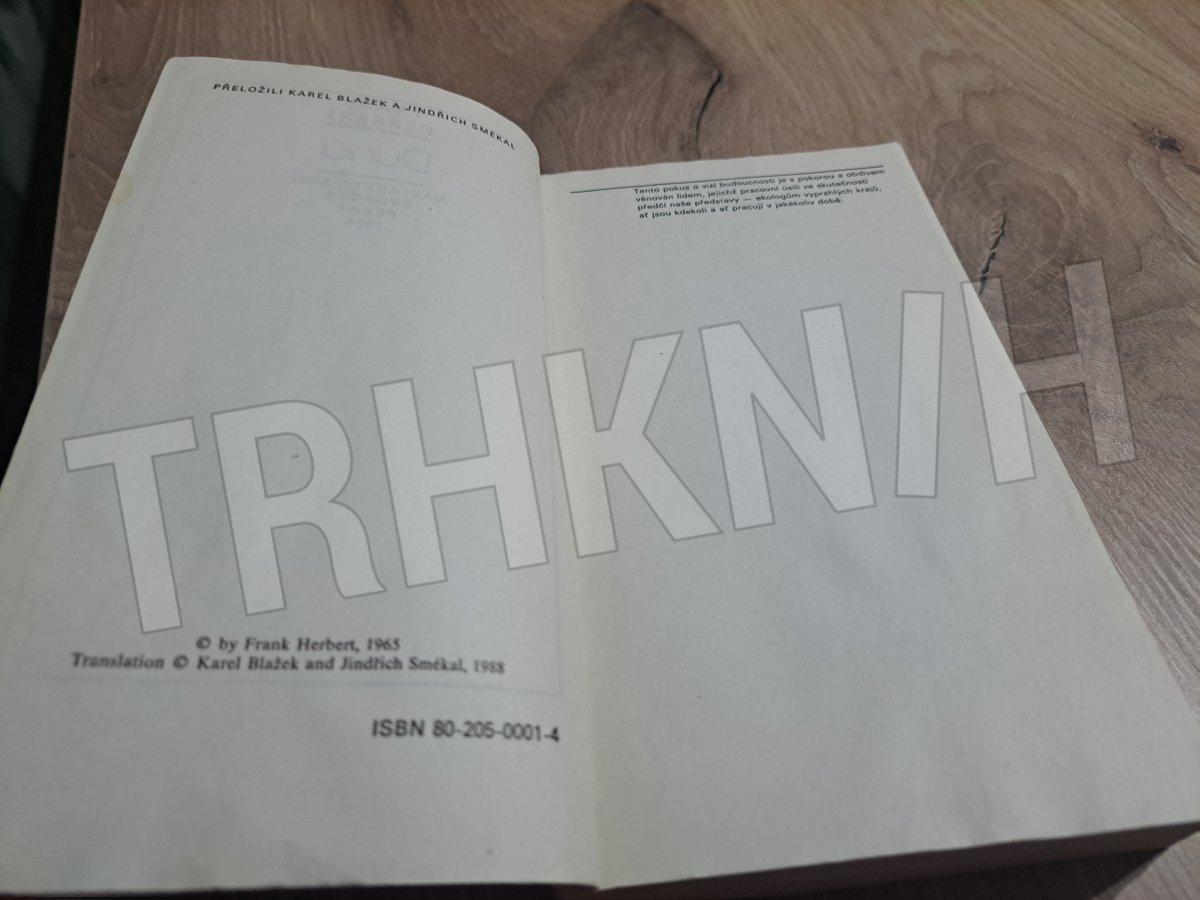 PŘELOŽILI KAREL BLAŽEK A JINDŘICH SMÉKAL
© by Frank Herbert, 1965
Translation © Karel Blažek and Jindřich Smékal, 1988
ISBN 80-205-0001-4
Tento pokus o vizi budoucnosti je s pokorou a obdivem
věnován lidem, jejichž pracovní úsilí ve skutečnosti
předčí naše představy — ekologům vyprahlých krajů,
ať jsou kdekoli a ať pracují v jakékoliv době.
TRHKNIH